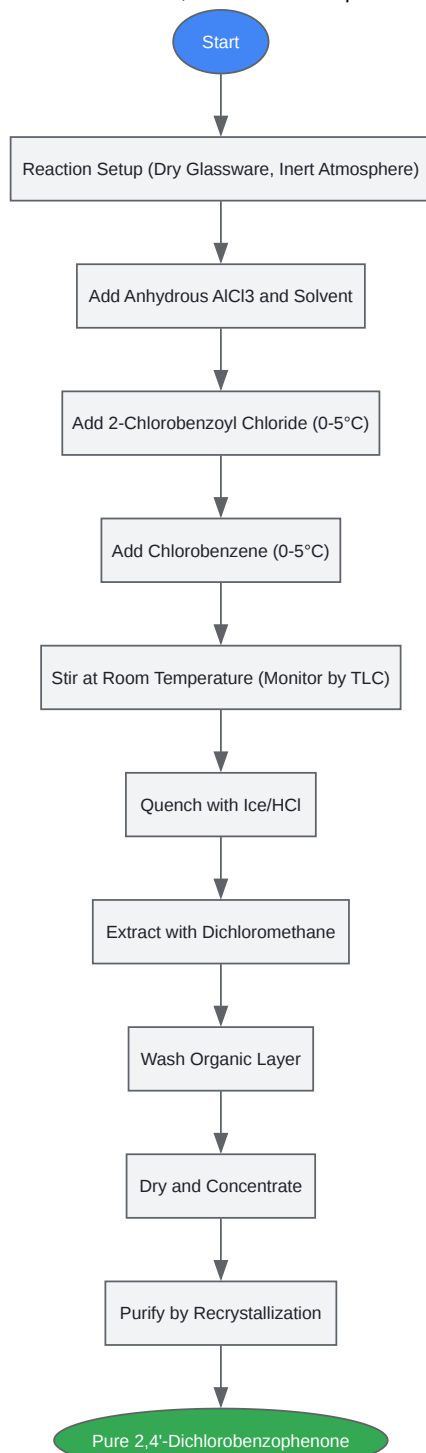 Start
Reaction Setup (Dry Glassware, Inert Atmosphere)
Add Anhydrous AlCl3 and Solvent
Add 2-Chlorobenzoyl Chloride (0-5°C)
Add Chlorobenzene (0-5°C)
Stir at Room Temperature (Monitor by TLC)
Quench with Ice/HCl
Extract with Dichloromethane
Wash Organic Layer
Dry and Concentrate
Purify by Recrystallization
Pure 2,4'-Dichlorobenzophenone